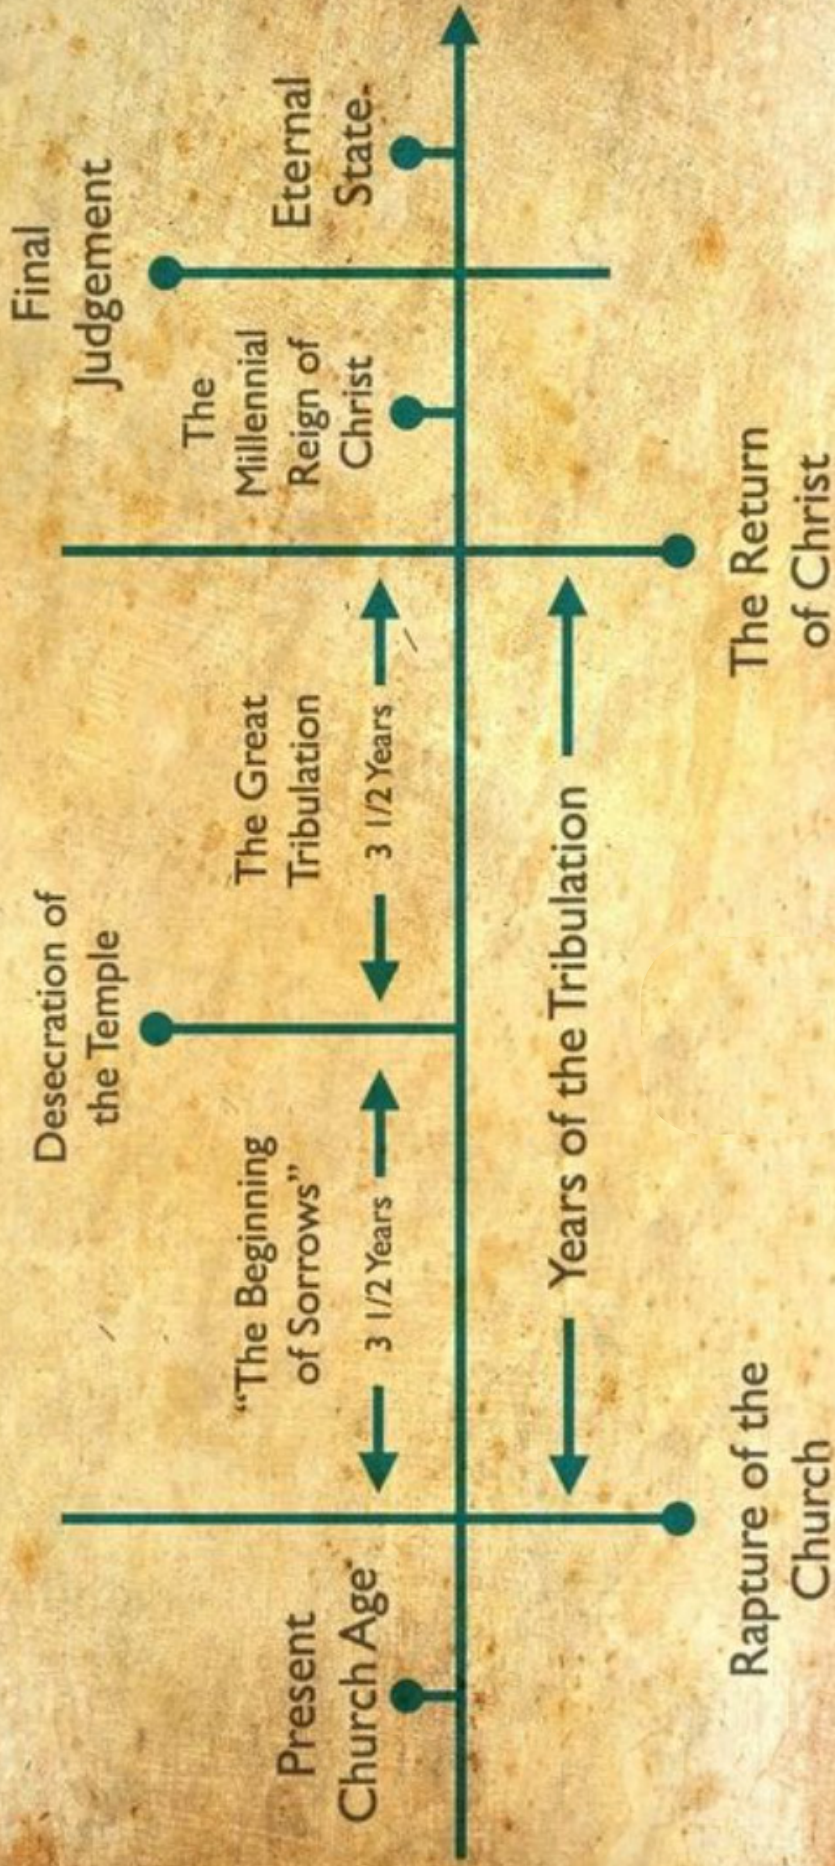 Present
Church Age
Rapture of the
Church
“The Beginning
of Sorrows”
3 1/2 Years
Desecration of
the Temple
Years of the Tribulation
The Great
Tribulation
3 1/2 Years
The Return
of Christ
The
Millennial
Reign of
Christ
Final
Judgement
Eternal
State